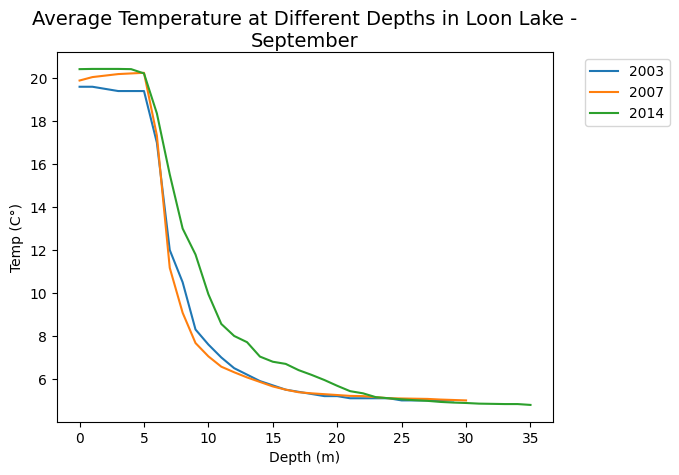 Average Temperature at Different Depths in Loon Lake -
September
2003
2007
2014
Temp (C°)
20
18
16
14
12
10
8
6
0 5 10 15 20 25 30 35
Depth (m)